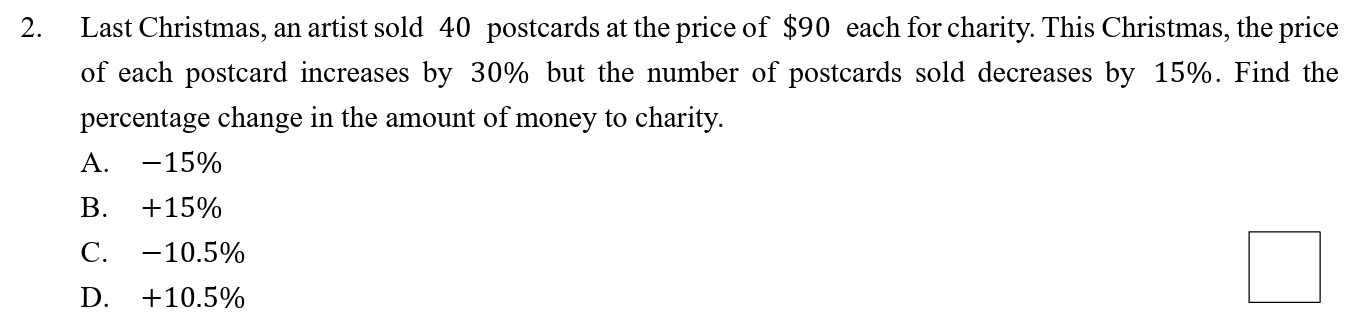 2. Last Christmas, an artist sold 40 postcards at the price of $90 each for charity. This Christmas, the price
of each postcard increases by 30% but the number of postcards sold decreases by 15%. Find the
percentage change in the amount of money to charity.
A. −15%
B. +15%
C. −10.5%
D. +10.5%